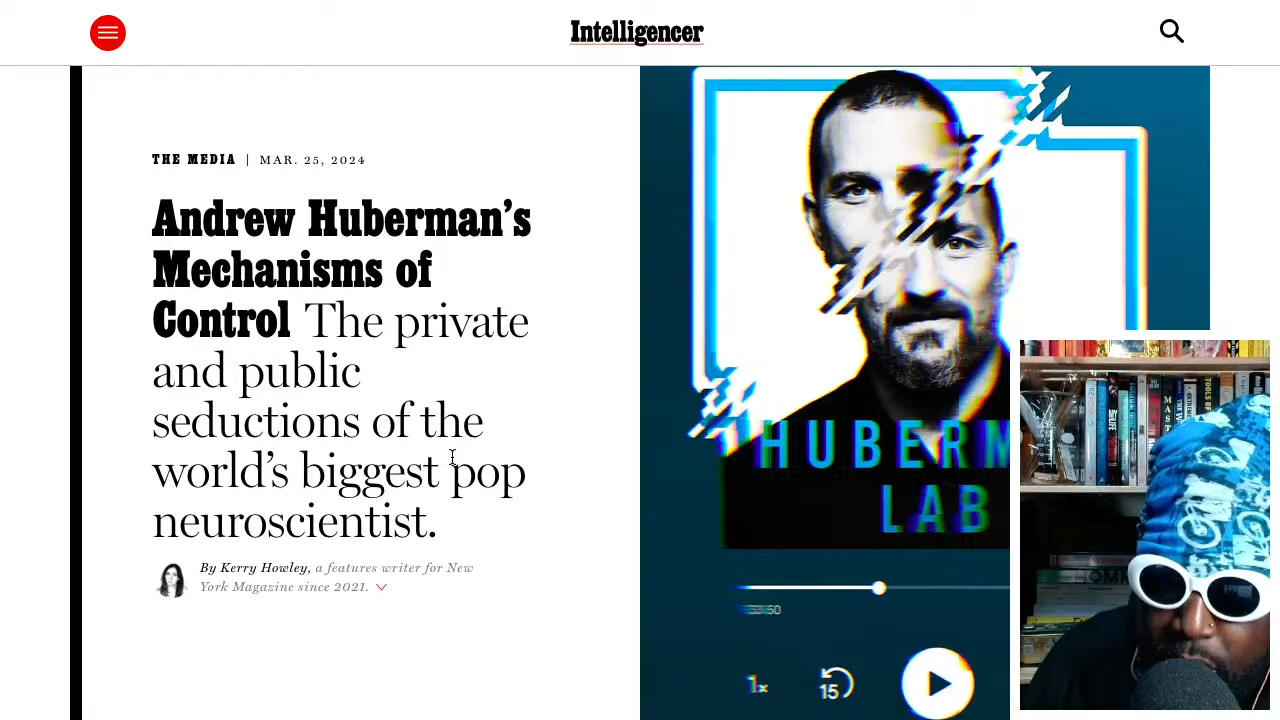 Intelligencer
THE MEDIA | MAR. 25, 2024
Andrew Huberman’s
Mechanisms of
Control The private
and public
seductions of the
world’s biggest pop
neuroscientist.
By Kerry Howley, a features writer for New
York Magazine since 2021.
HUBERM
LAB
1x
15